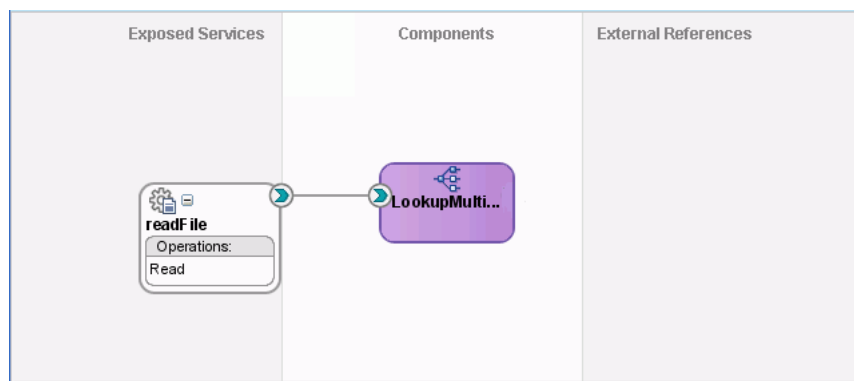 Exposed Services
Components
External References
readFile
Operations:
Read
LookupMulti...